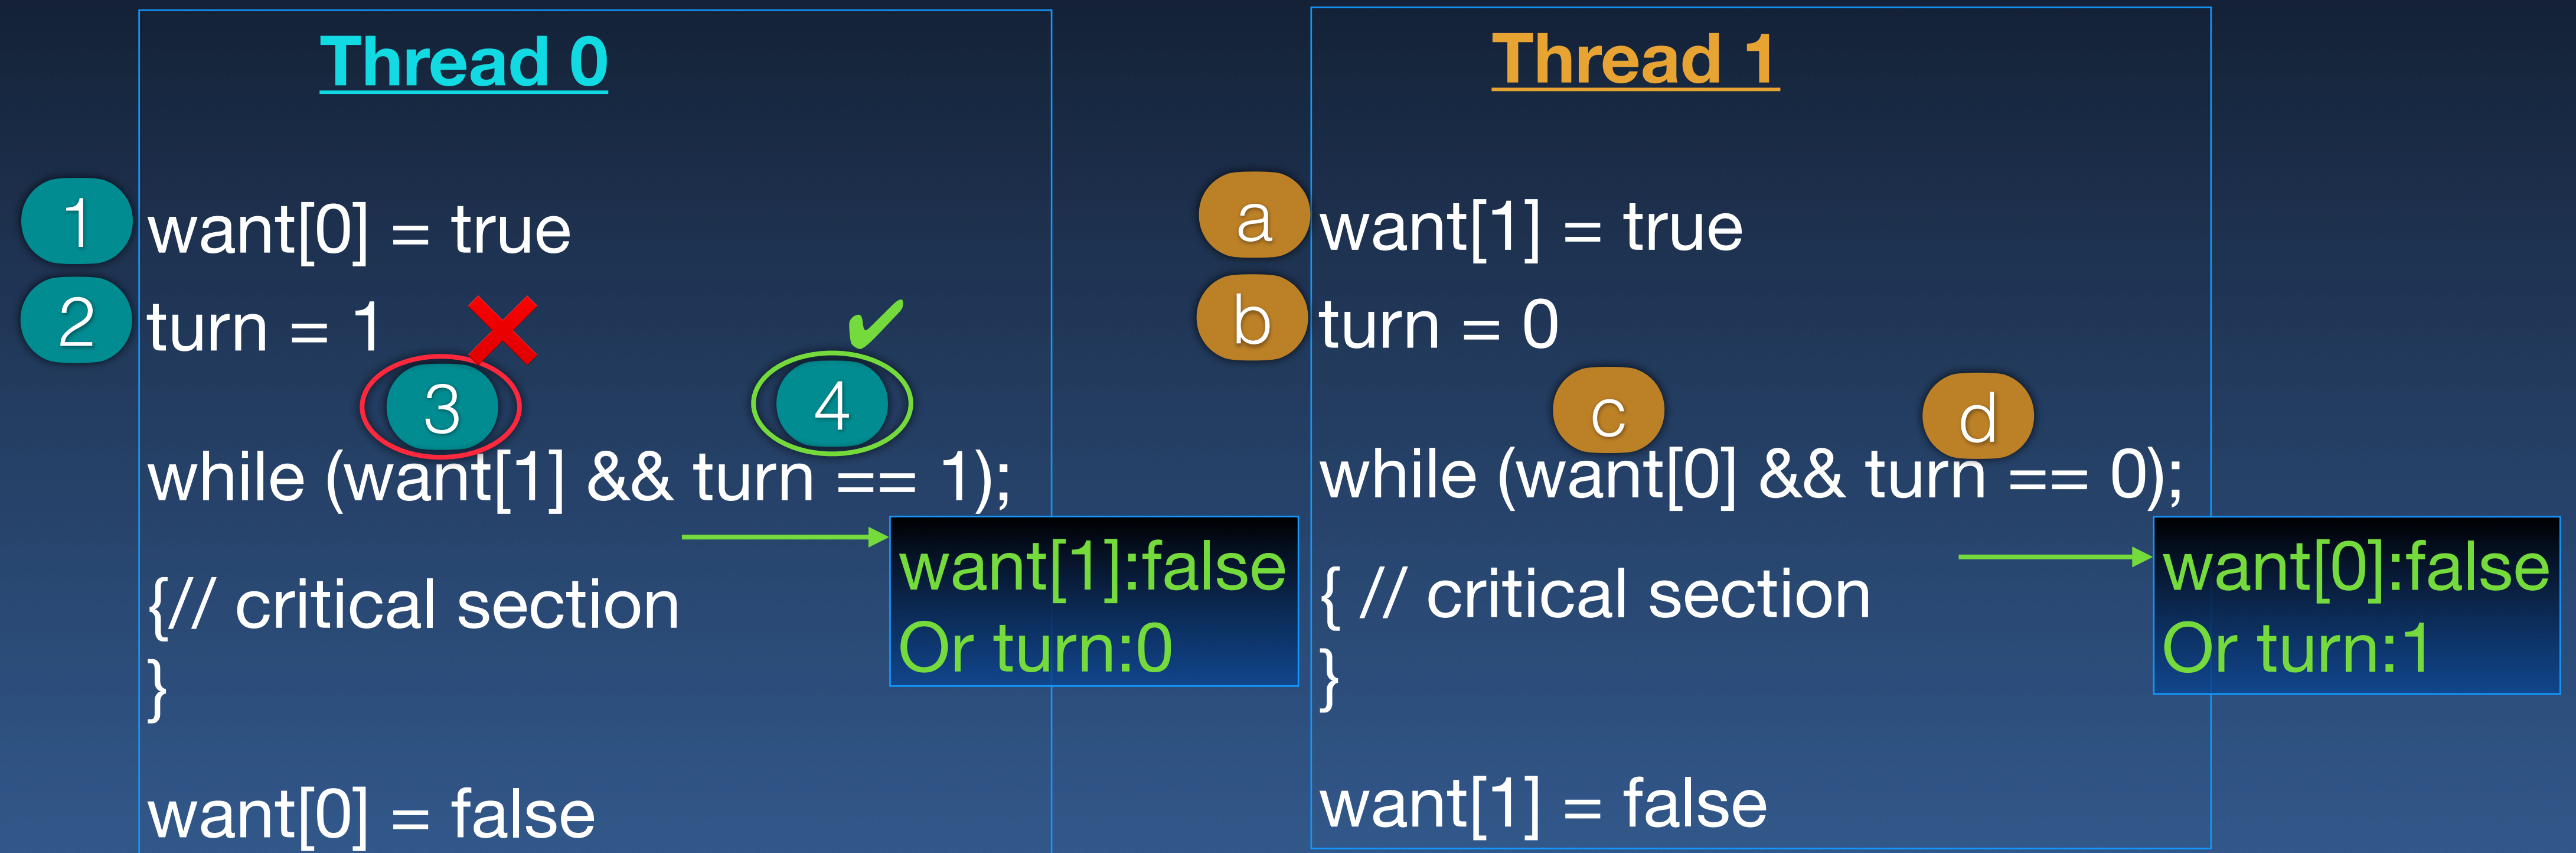 Thread 0
1 want[0] = true
2 turn = 1 ❌ ✔
3 4
while (want[1] && turn == 1);
want[1]:false
Or turn:0
{// critical section
}
want[0] = false
Thread 1
a want[1] = true
b turn = 0
c d
while (want[0] && turn == 0);
want[0]:false
Or turn:1
{ // critical section
}
want[1] = false